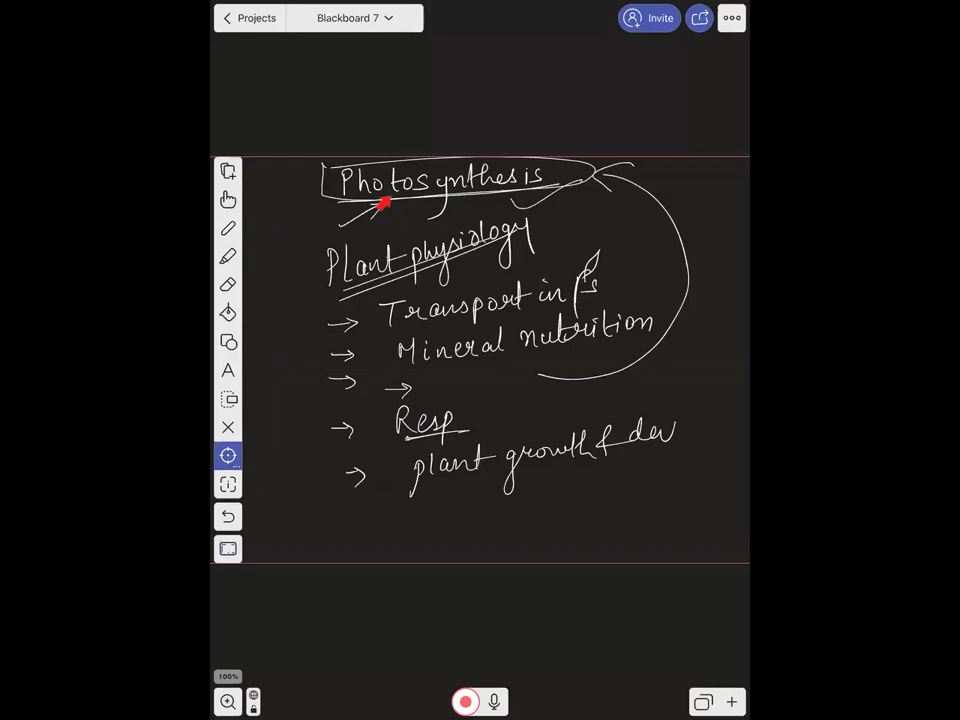 Projects
Blackboard 7
Invite
Photosynthesis
Plant physiology
→ Transport in
→ Mineral nutrition
→ →
→ Resp
→ plant growth & dev
A
100%